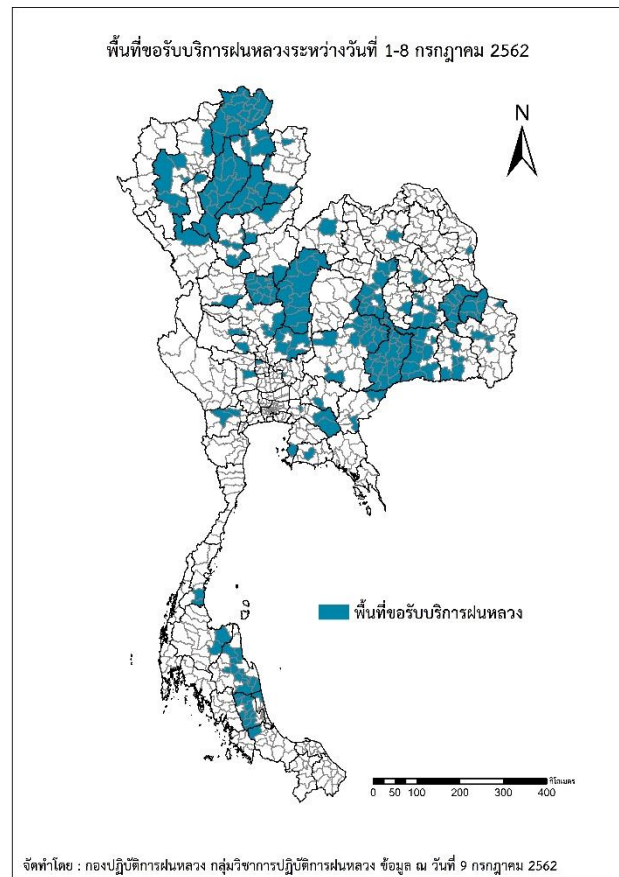 พื้นที่ขอรับบริการฝนหลวงระหว่างวันที่ 1-8 กรกฎาคม 2562
N
พื้นที่ขอรับบริการฝนหลวง
กิโลเมตร
0 50 100 200 300 400
จัดทำโดย : กองปฏิบัติการฝนหลวง กลุ่มวิชาการปฏิบัติการฝนหลวง ข้อมูล ณ วันที่ 9 กรกฎาคม 2562